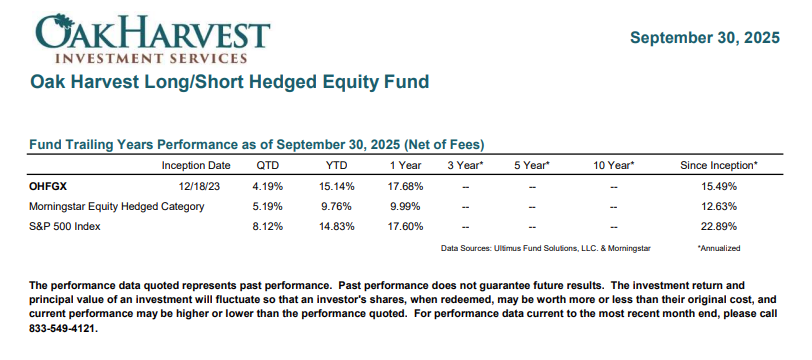 OAKHARVEST
INVESTMENT SERVICES
September 30, 2025
Oak Harvest Long/Short Hedged Equity Fund
Fund Trailing Years Performance as of September 30, 2025 (Net of Fees)
Inception Date QTD YTD 1 Year 3 Year* 5 Year* 10 Year* Since Inception*
OHFGX 12/18/23 4.19% 15.14% 17.68% -- -- -- 15.49%
Morningstar Equity Hedged Category 5.19% 9.76% 9.99% -- -- -- 12.63%
S&P 500 Index 8.12% 14.83% 17.60% -- -- -- 22.89%
Data Sources: Ultimus Fund Solutions, LLC. & Morningstar *Annualized
The performance data quoted represents past performance. Past performance does not guarantee future results. The investment return and
principal value of an investment will fluctuate so that an investor's shares, when redeemed, may be worth more or less than their original cost, and
current performance may be higher or lower than the performance quoted. For performance data current to the most recent month end, please call
833-549-4121.